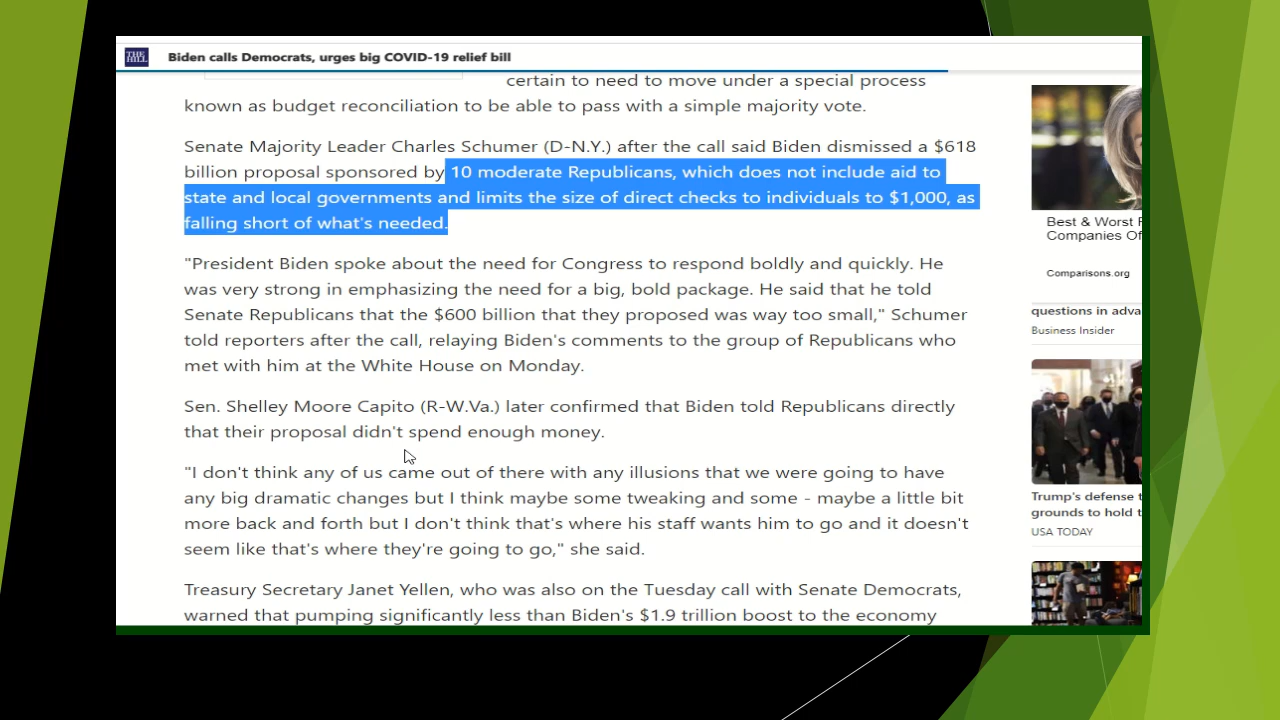 THE HILL
Biden calls Democrats, urges big COVID-19 relief bill
certain to need to move under a special process
known as budget reconciliation to be able to pass with a simple majority vote.
Senate Majority Leader Charles Schumer (D-N.Y.) after the call said Biden dismissed a $618
billion proposal sponsored by 10 moderate Republicans, which does not include aid to
state and local governments and limits the size of direct checks to individuals to $1,000, as
falling short of what's needed.
"President Biden spoke about the need for Congress to respond boldly and quickly. He
was very strong in emphasizing the need for a big, bold package. He said that he told
Senate Republicans that the $600 billion that they proposed was way too small," Schumer
told reporters after the call, relaying Biden's comments to the group of Republicans who
met with him at the White House on Monday.
Sen. Shelley Moore Capito (R-W.Va.) later confirmed that Biden told Republicans directly
that their proposal didn't spend enough money.
"I don't think any of us came out of there with any illusions that we were going to have
any big dramatic changes but I think maybe some tweaking and some - maybe a little bit
more back and forth but I don't think that's where his staff wants him to go and it doesn't
seem like that's where they're going to go," she said.
Treasury Secretary Janet Yellen, who was also on the Tuesday call with Senate Democrats,
warned that pumping significantly less than Biden's $1.9 trillion boost to the economy
Best & Worst
Companies Of
Comparisons.org
questions in adva
Business Insider
Trump's defense
grounds to hold
USA TODAY